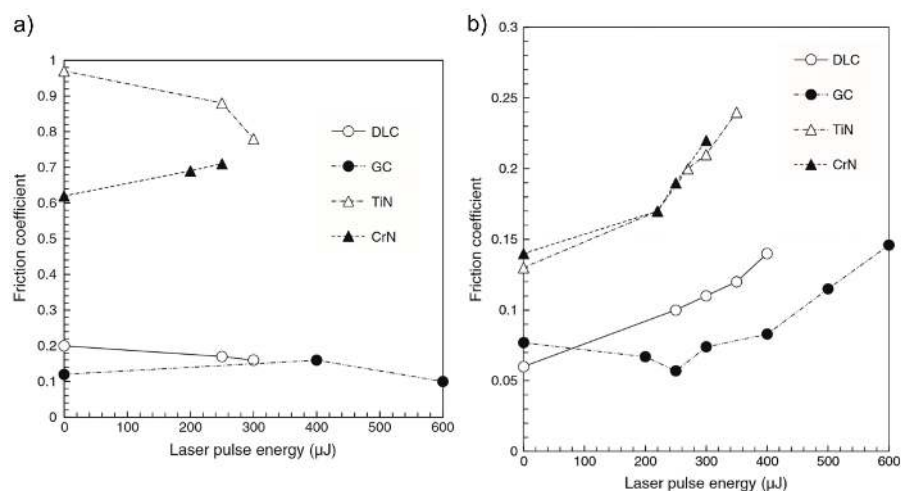 a)
1
0.9
0.8
0.7
0.6
0.5
0.4
0.3
0.2
0.1
0
Friction coefficient
DLC
GC
TiN
CrN
0 100 200 300 400 500 600
Laser pulse energy (μJ)
b)
0.3
0.25
0.2
0.15
0.1
0.05
0
Friction coefficient
DLC
GC
TiN
CrN
0 100 200 300 400 500 600
Laser pulse energy (μJ)